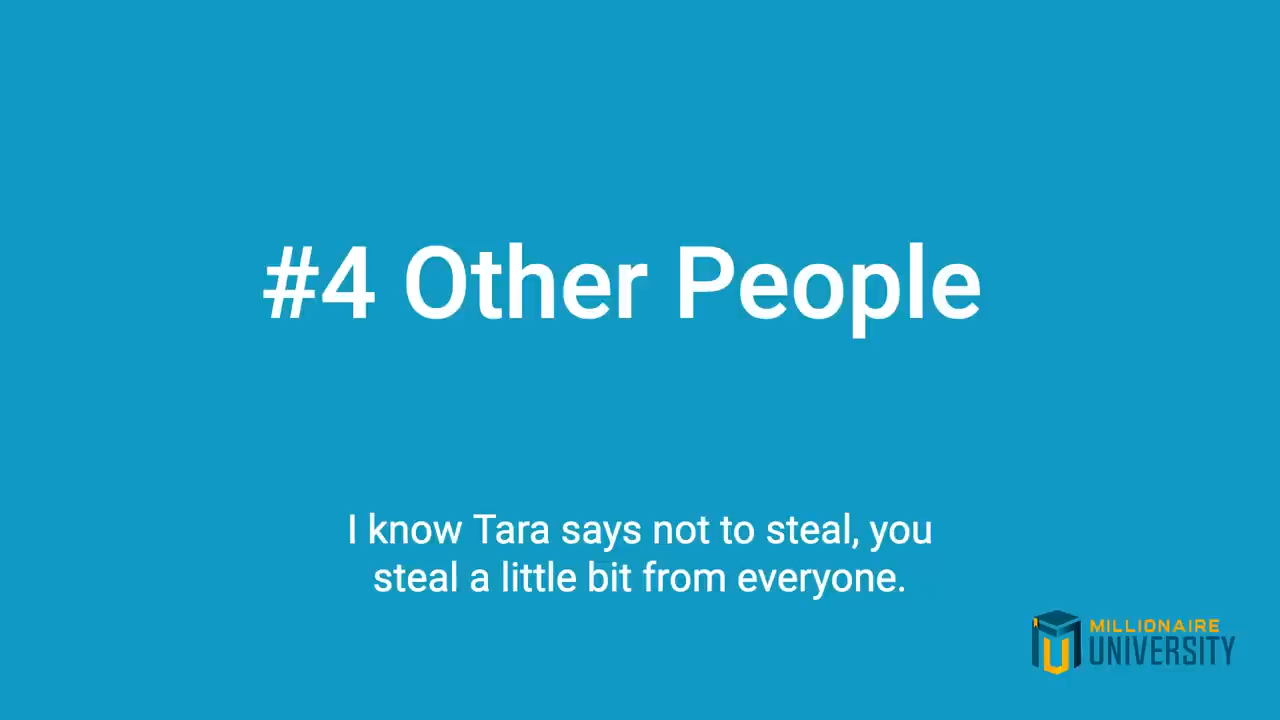 #4 Other People
I know Tara says not to steal, you
steal a little bit from everyone.
MILLIONAIRE
UNIVERSITY